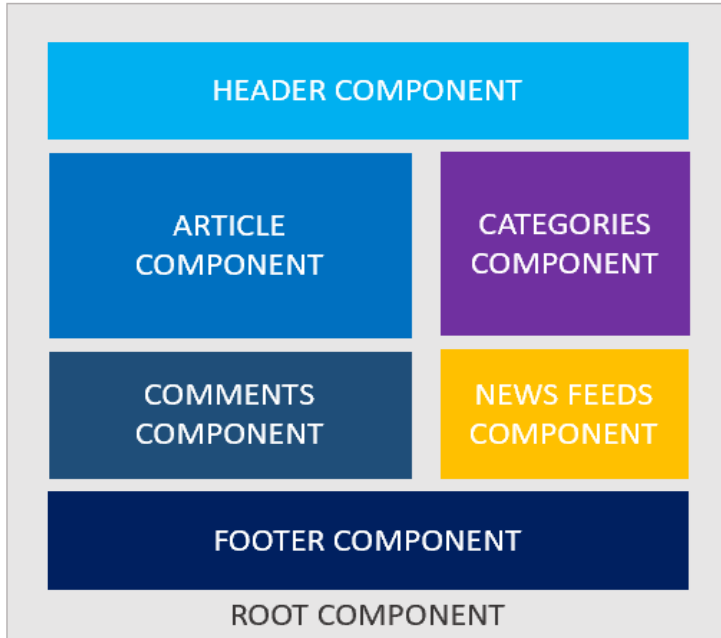 HEADER COMPONENT
ARTICLE
COMPONENT
CATEGORIES
COMPONENT
COMMENTS
COMPONENT
NEWS FEEDS
COMPONENT
FOOTER COMPONENT
ROOT COMPONENT